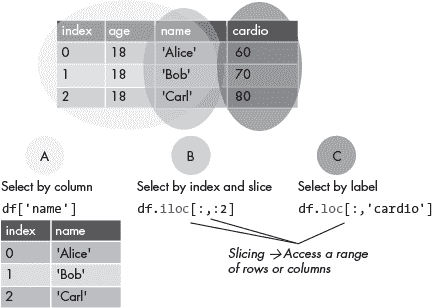 index age name cardio
0 18 'Alice' 60
1 18 'Bob' 70
2 18 'Carl' 80
A B C
Select by column Select by index and slice Select by label
df['name'] df.iloc[:,:2] df.loc[:,'cardio']
index name
0 'Alice'
1 'Bob'
2 'Carl'
Slicing → Access a range
of rows or columns